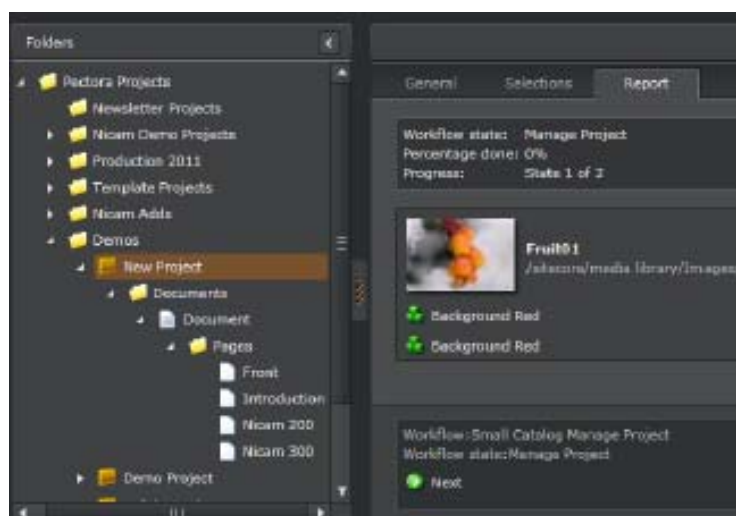 Folders
Pectora Projects
Newsletter Projects
Nicam Demo Projects
Production 2011
Template Projects
Nicam Adds
Demos
New Project
Documents
Document
Pages
Front
Introduction
Nicam 200
Nicam 300
Demo Project
General Selections Report
Workflow state: Manage Project
Percentage done: 0%
Progress: State 1 of 2
Fruit01
/sitecore/media library/Images
Background Red
Background Red
Workflow:Small Catalog Manage Project
Workflow state:Manage Project
Next